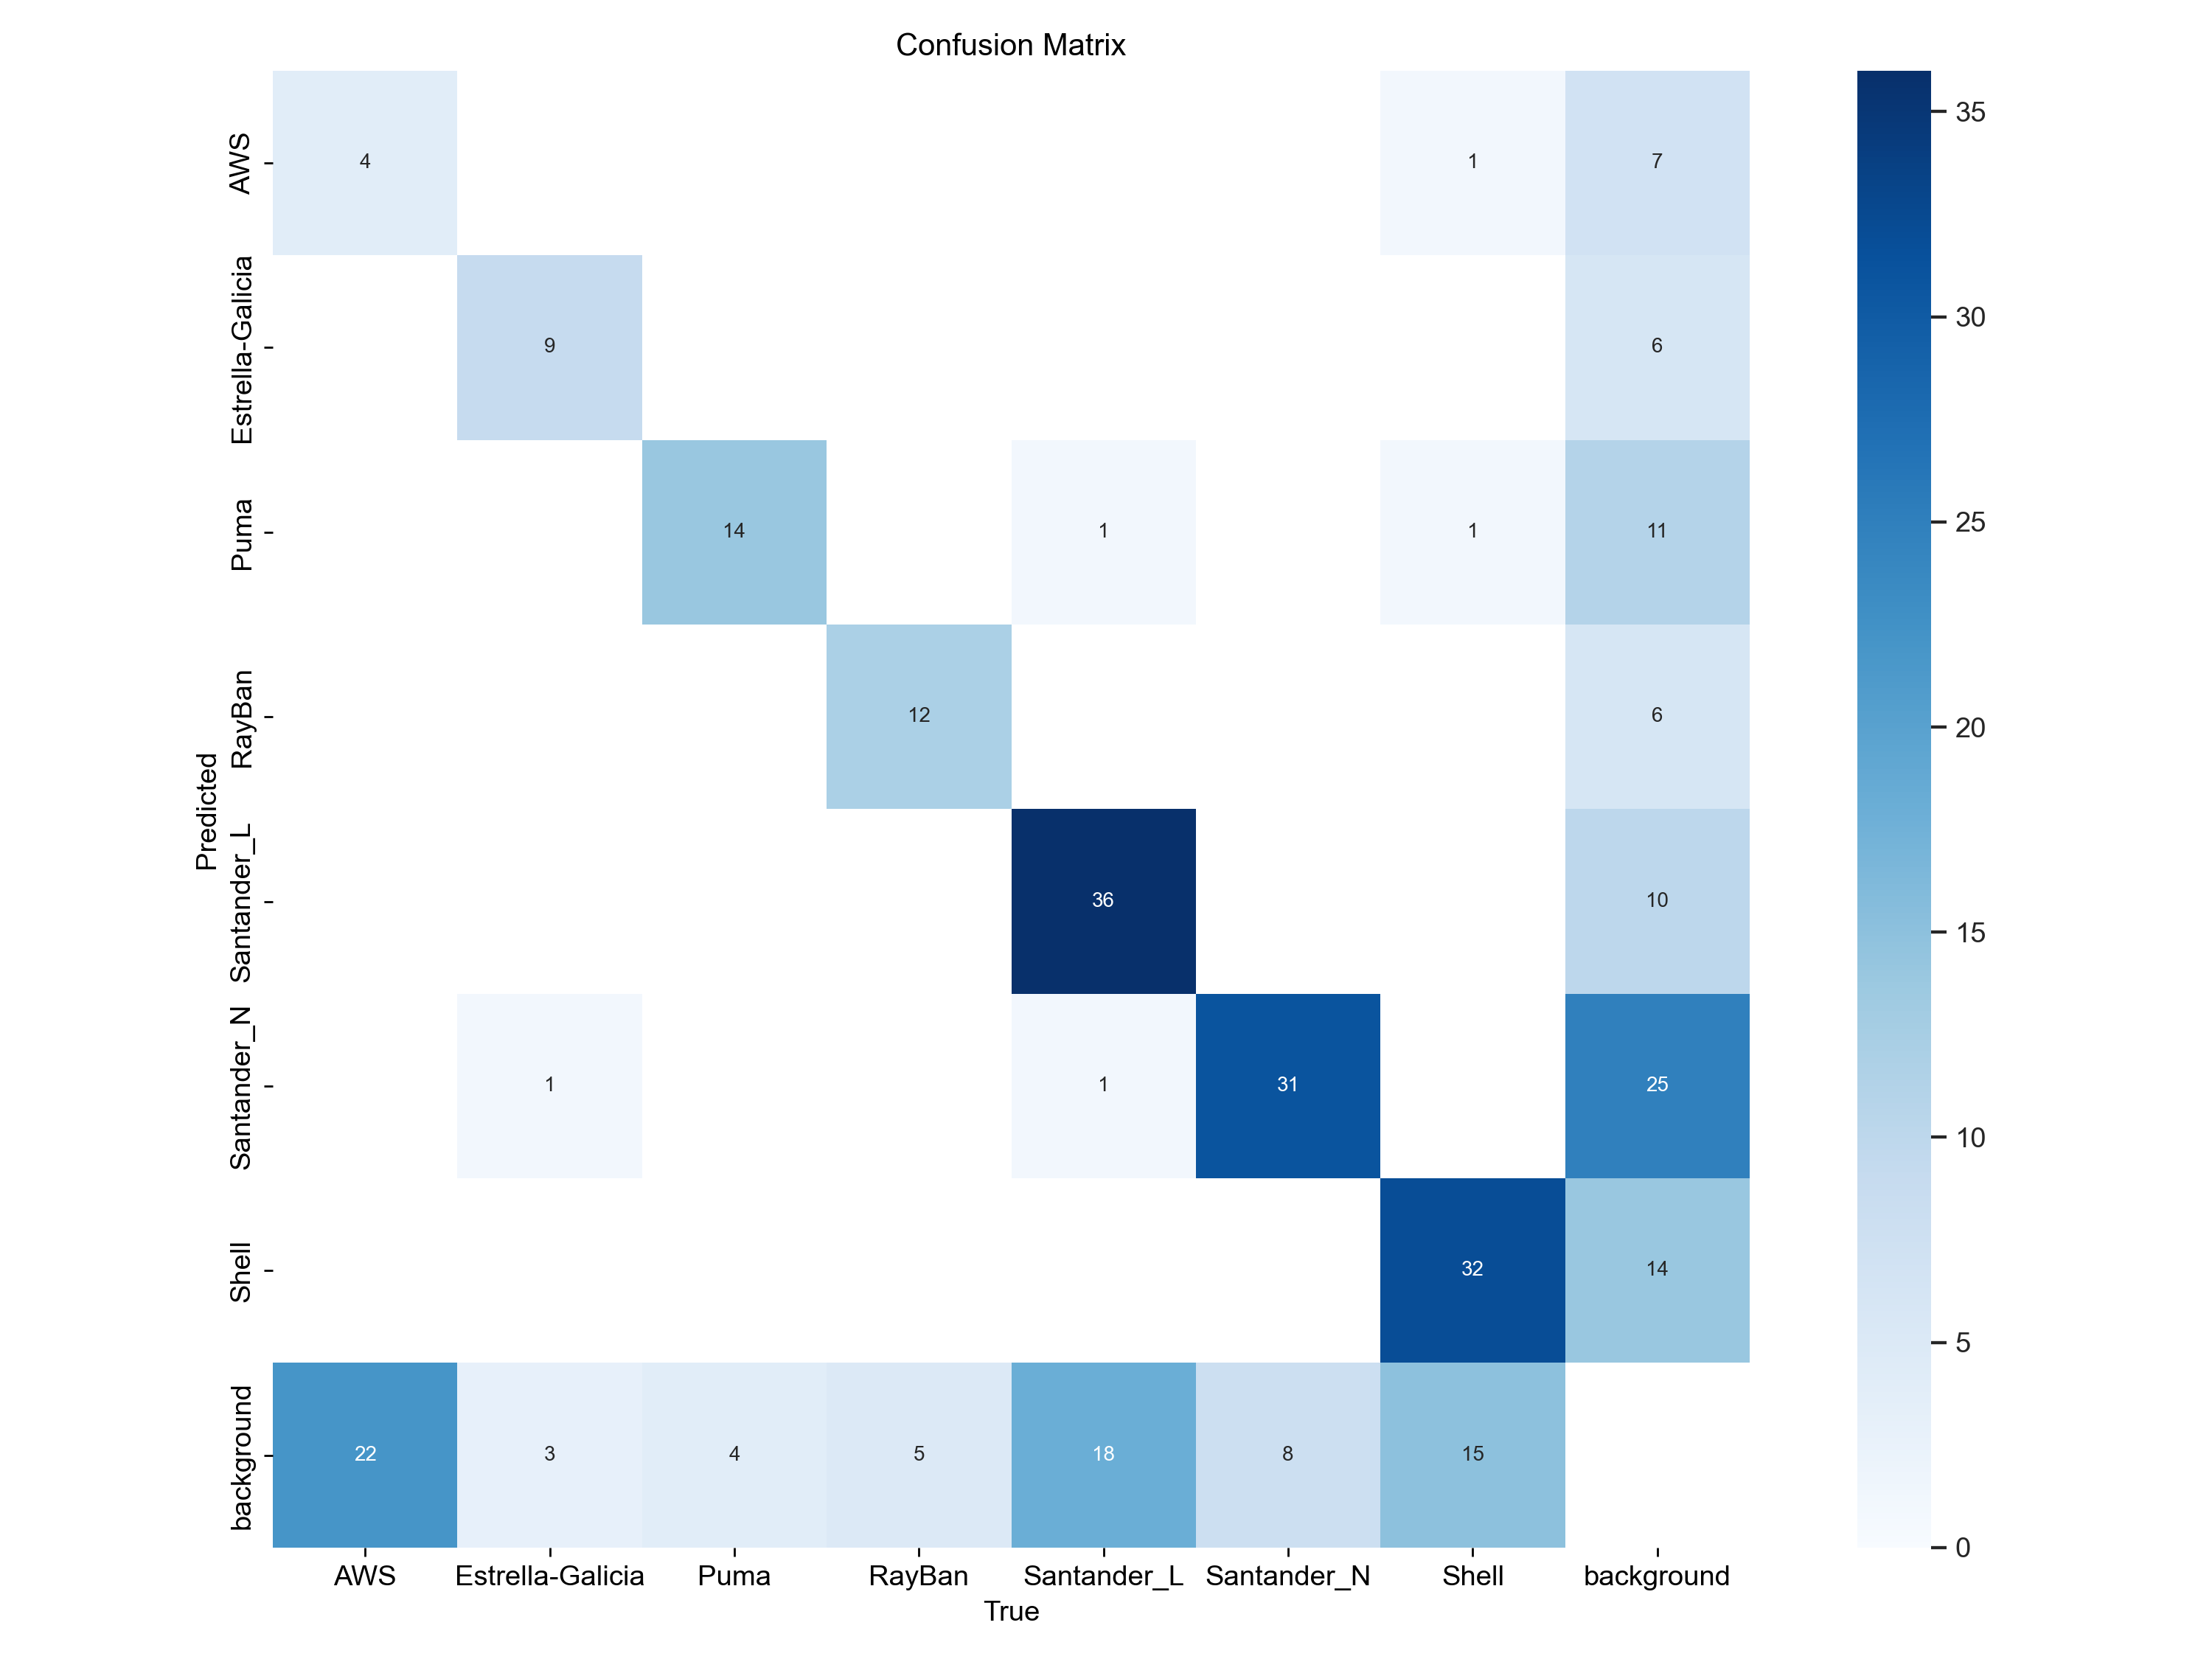 Confusion Matrix
AWS
4
1
7
Estrella-Galicia
9
6
Puma
14
1
1
11
RayBan
12
6
Santander_L
36
10
Santander_N
1
1
31
25
Shell
32
14
background
22
3
4
5
18
8
15
Predicted
AWS
Estrella-Galicia
Puma
RayBan
Santander_L
Santander_N
Shell
background
True
35
30
25
20
15
10
5
0